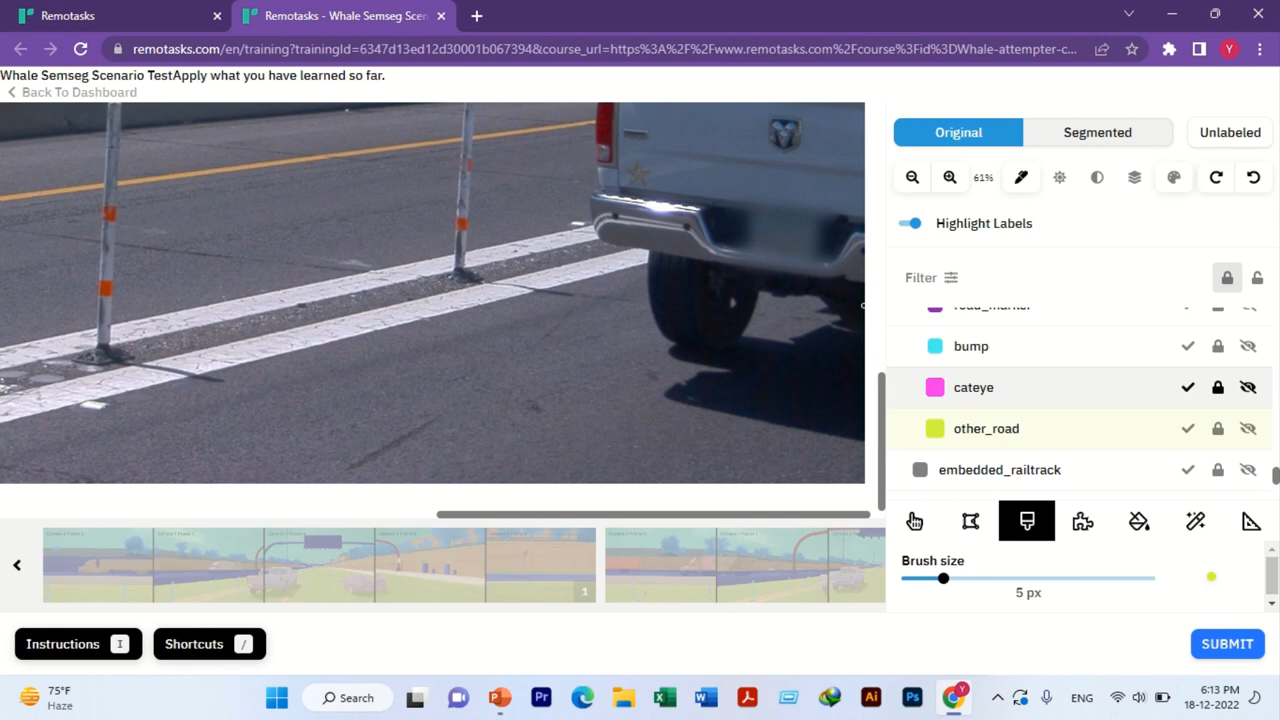 Remotasks
Remotasks - Whale Semseg Scen
remotasks.com/en/training?trainingId=6347d13ed12d30001b067394&course_url=https%3A%2F%2Fwww.remotasks.com%2Fcourse%3Fid%3DWhale-attempter-c...
Y
Whale Semseg Scenario TestApply what you have learned so far.
Back To Dashboard
Original
Segmented
Unlabeled
61%
Highlight Labels
Filter
road_marker
bump
cateye
other_road
embedded_railtrack
Brush size
5 px
1
Instructions I
Shortcuts /
SUBMIT
75°F
Haze
Search
ENG
6:13 PM
18-12-2022